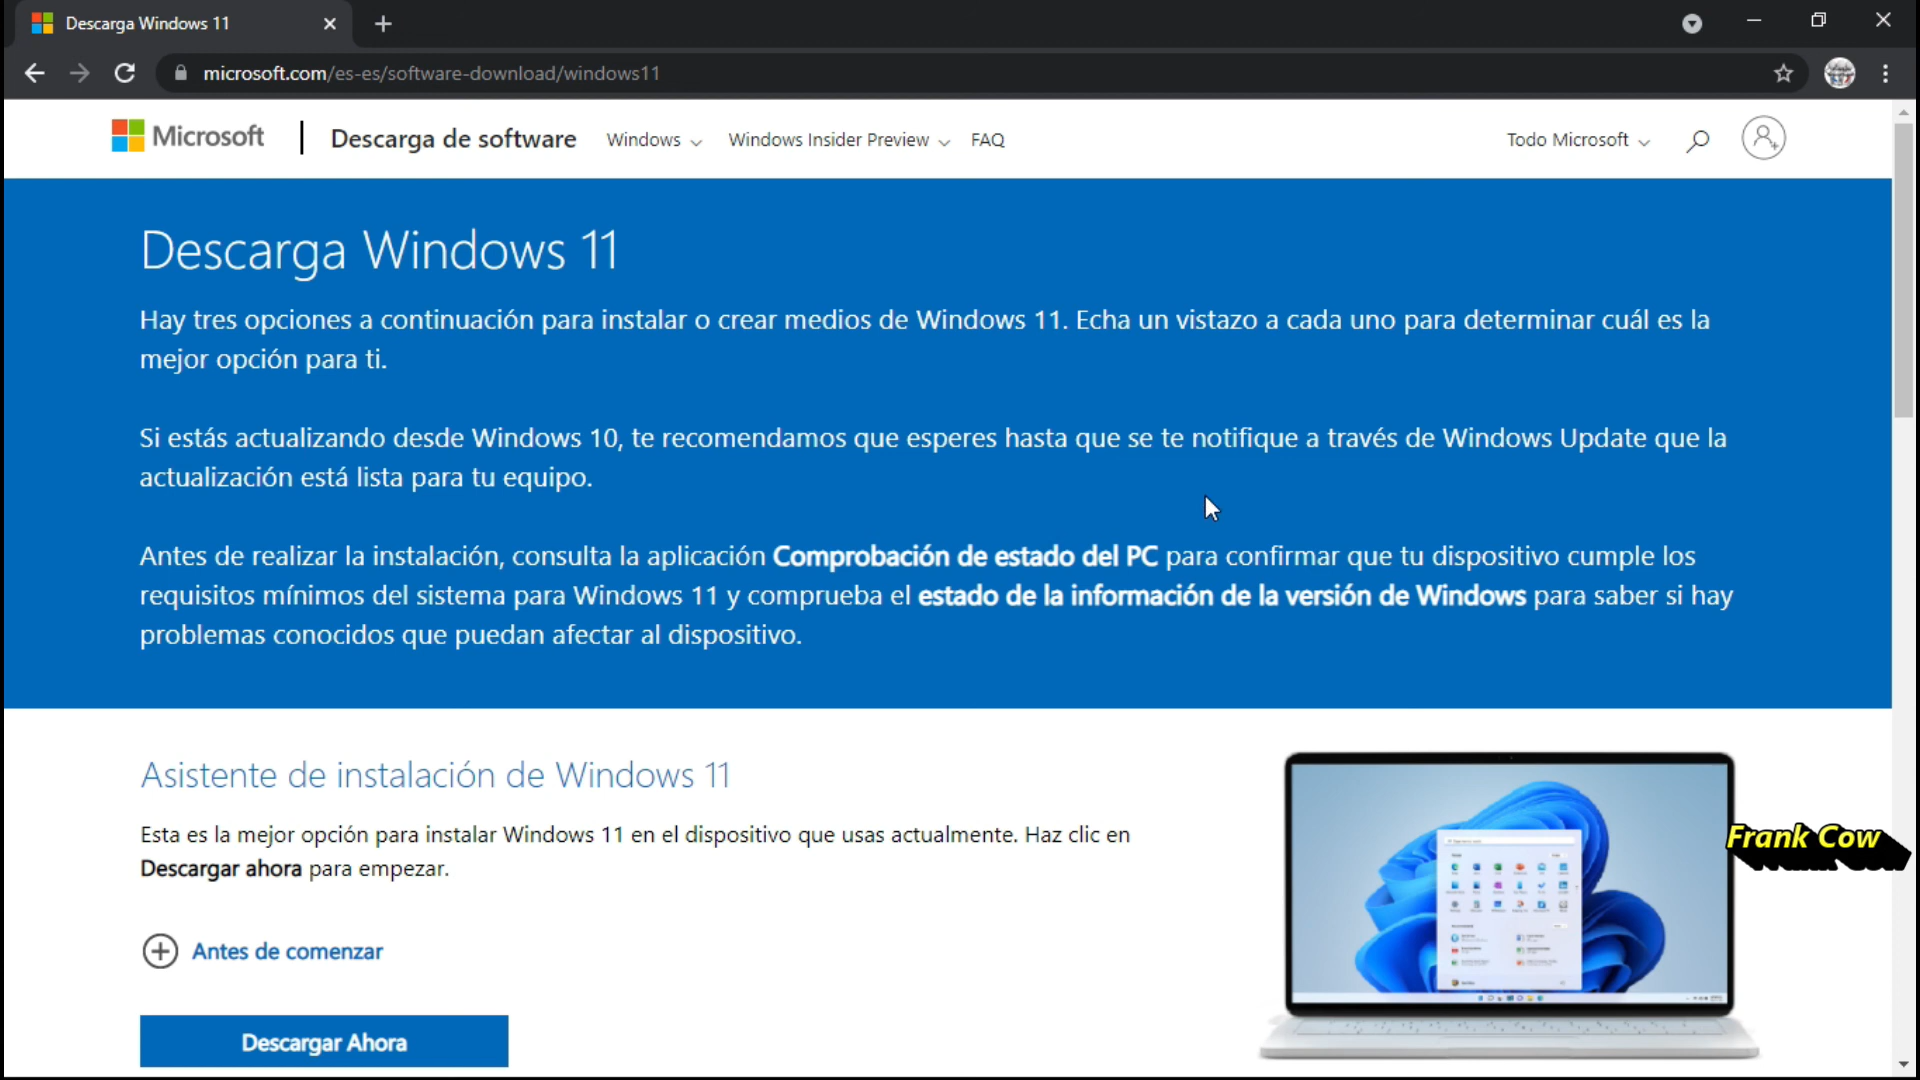 Descarga Windows 11
microsoft.com/es-es/software-download/windows11
Microsoft
Descarga de software
Windows
Windows Insider Preview
FAQ
Todo Microsoft
Descarga Windows 11
Hay tres opciones a continuación para instalar o crear medios de Windows 11. Echa un vistazo a cada uno para determinar cuál es la
mejor opción para ti.
Si estás actualizando desde Windows 10, te recomendamos que esperes hasta que se te notifique a través de Windows Update que la
actualización está lista para tu equipo.
Antes de realizar la instalación, consulta la aplicación Comprobación de estado del PC para confirmar que tu dispositivo cumple los
requisitos mínimos del sistema para Windows 11 y comprueba el estado de la información de la versión de Windows para saber si hay
problemas conocidos que puedan afectar al dispositivo.
Asistente de instalación de Windows 11
Esta es la mejor opción para instalar Windows 11 en el dispositivo que usas actualmente. Haz clic en
Descargar ahora para empezar.
Antes de comenzar
Descargar Ahora
Frank Cow